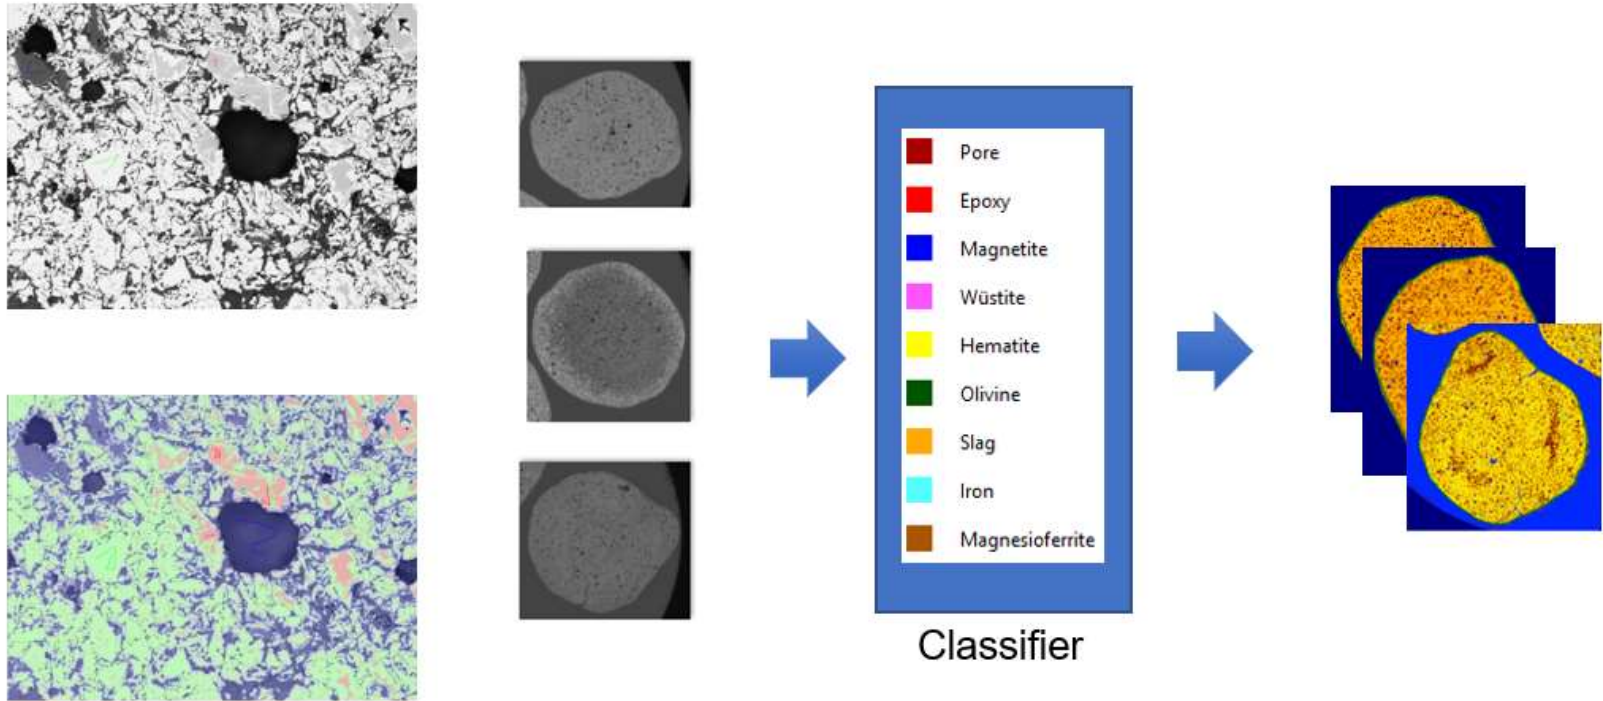 Pore
Epoxy
Magnetite
Wüstite
Hematite
Olivine
Slag
Iron
Magnesioferrite
Classifier